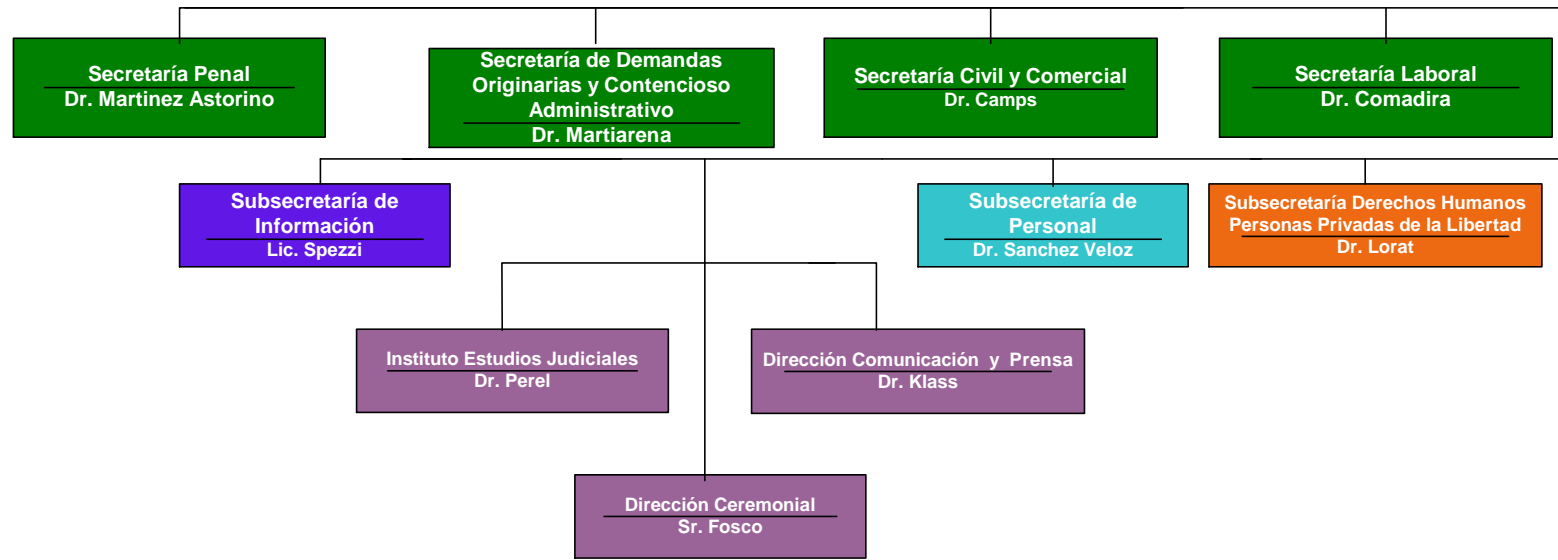 Secretaría Penal
Dr. Martinez Astorino
Secretaría de Demandas
Originarias y Contencioso
Administrativo
Dr. Martiarena
Secretaría Civil y Comercial
Dr. Camps
Secretaría Laboral
Dr. Comadira
Subsecretaría de
Información
Lic. Spezzi
Subsecretaría de
Personal
Dr. Sanchez Veloz
Subsecretaría Derechos Humanos
Personas Privadas de la Libertad
Dr. Lorat
Instituto Estudios Judiciales
Dr. Perel
Dirección Comunicación y Prensa
Dr. Klass
Dirección Ceremonial
Sr. Fosco